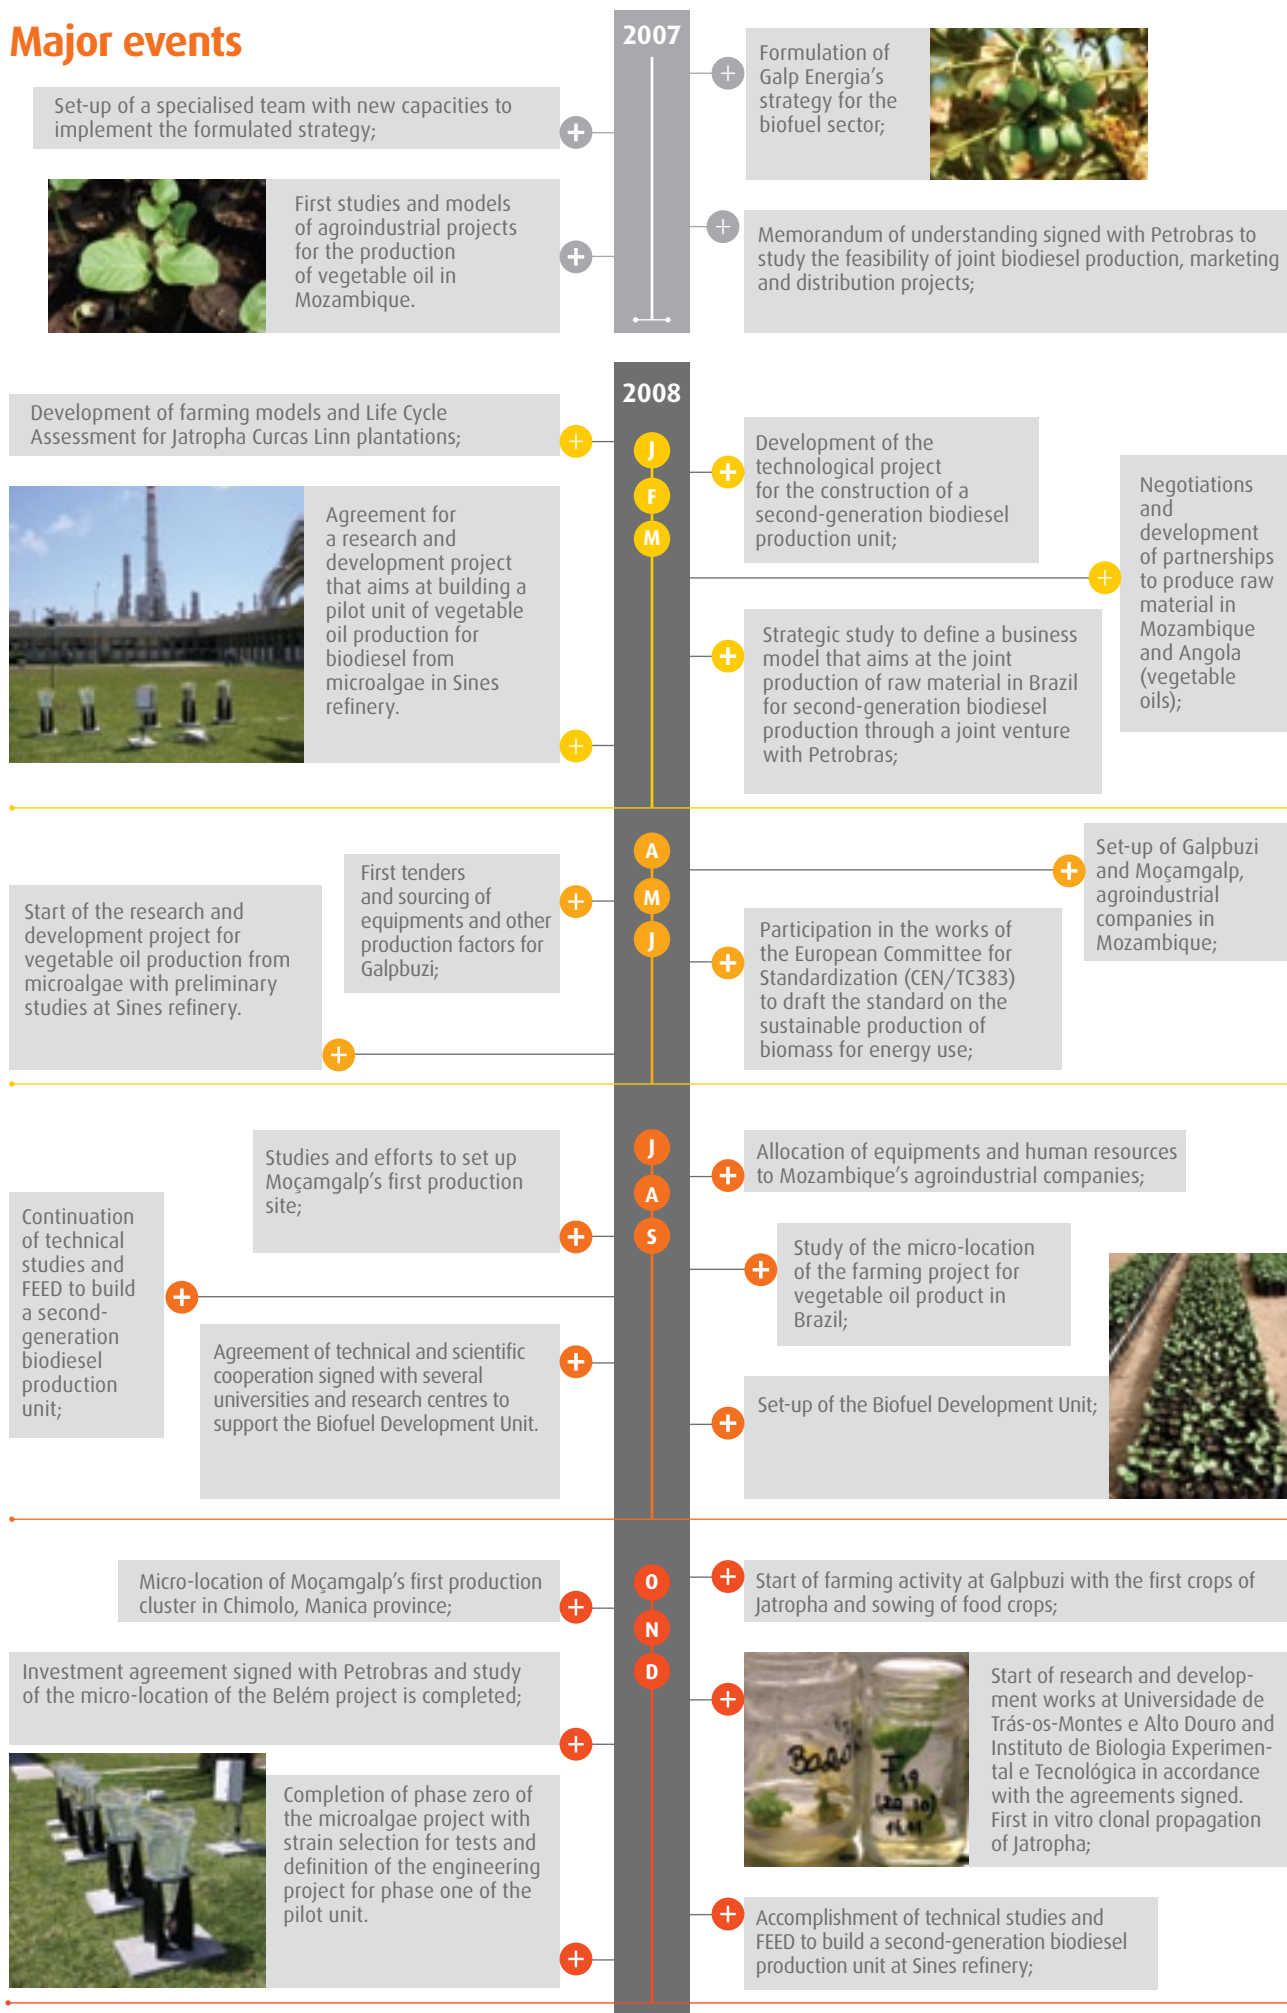 Major events
2007
Formulation of
Galp Energia's
strategy for the
biofuel sector;
Set-up of a specialised team with new capacities to
implement the formulated strategy;
First studies and models
of agroindustrial projects
for the production
of vegetable oil in
Mozambique.
Memorandum of understanding signed with Petrobras to
study the feasibility of joint biodiesel production, marketing
and distribution projects;
2008
J
F
M
Development of farming models and Life Cycle
Assessment for Jatropha Curcas Linn plantations;
Development of the
technological project
for the construction of a
second-generation biodiesel
production unit;
Negotiations
and
development
of partnerships
to produce raw
material in
Mozambique
and Angola
(vegetable
oils);
Agreement for
a research and
development project
that aims at building a
pilot unit of vegetable
oil production for
biodiesel from
microalgae in Sines
refinery.
Strategic study to define a business
model that aims at the joint
production of raw material in Brazil
for second-generation biodiesel
production through a joint venture
with Petrobras;
A
M
J
Set-up of Galpbuzi
and Moçamgalp,
agroindustrial
companies in
Mozambique;
First tenders
and sourcing of
equipments and other
production factors for
Galpbuzi;
Start of the research and
development project for
vegetable oil production from
microalgae with preliminary
studies at Sines refinery.
Participation in the works of
the European Committee for
Standardization (CEN/TC383)
to draft the standard on the
sustainable production of
biomass for energy use;
J
A
S
Studies and efforts to set up
Moçamgalp's first production
site;
Allocation of equipments and human resources
to Mozambique's agroindustrial companies;
Continuation
of technical
studies and
FEED to build
a second-
generation
biodiesel
production
unit;
Study of the micro-location
of the farming project for
vegetable oil product in
Brazil;
Agreement of technical and scientific
cooperation signed with several
universities and research centres to
support the Biofuel Development Unit.
Set-up of the Biofuel Development Unit;
O
N
D
Micro-location of Moçamgalp's first production
cluster in Chimolo, Manica province;
Start of farming activity at Galpbuzi with the first crops of
Jatropha and sowing of food crops;
Investment agreement signed with Petrobras and study
of the micro-location of the Belém project is completed;
Start of research and develop-
ment works at Universidade de
Trás-os-Montes e Alto Douro and
Instituto de Biologia Experimen-
tal e Tecnológica in accordance
with the agreements signed.
First in vitro clonal propagation
of Jatropha;
Completion of phase zero of
the microalgae project with
strain selection for tests and
definition of the engineering
project for phase one of the
pilot unit.
Accomplishment of technical studies and
FEED to build a second-generation biodiesel
production unit at Sines refinery;